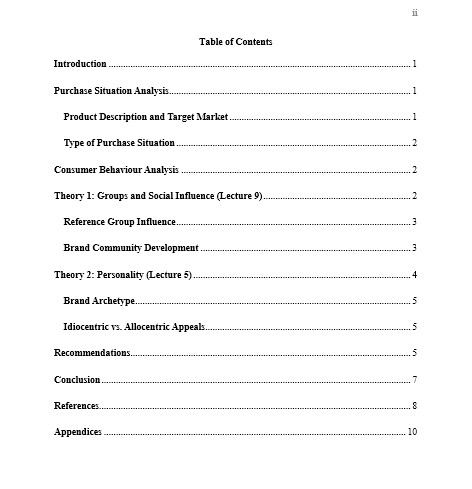 ii
Table of Contents
Introduction ........ 1
Purchase Situation Analysis ........ 1
Product Description and Target Market ........ 1
Type of Purchase Situation ........ 2
Consumer Behaviour Analysis ........ 2
Theory 1: Groups and Social Influence (Lecture 9) ........ 2
Reference Group Influence ........ 3
Brand Community Development ........ 3
Theory 2: Personality (Lecture 5) ........ 4
Brand Archetype ........ 5
Idiocentric vs. Allocentric Appeals ........ 5
Recommendations ........ 5
Conclusion ........ 7
References ........ 8
Appendices ........ 10